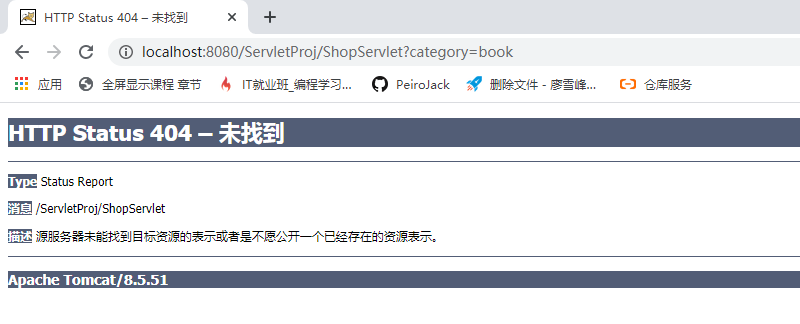 HTTP Status 404 – 未找到
localhost:8080/ServletProj/ShopServlet?category=book
应用 全屏显示课程 章节 IT就业班_编程学习... PeiroJack 删除文件 - 廖雪峰... 仓库服务
HTTP Status 404 – 未找到
Type Status Report
消息 /ServletProj/ShopServlet
描述 源服务器未能找到目标资源的表示或者是不愿公开一个已经存在的资源表示。
Apache Tomcat/8.5.51